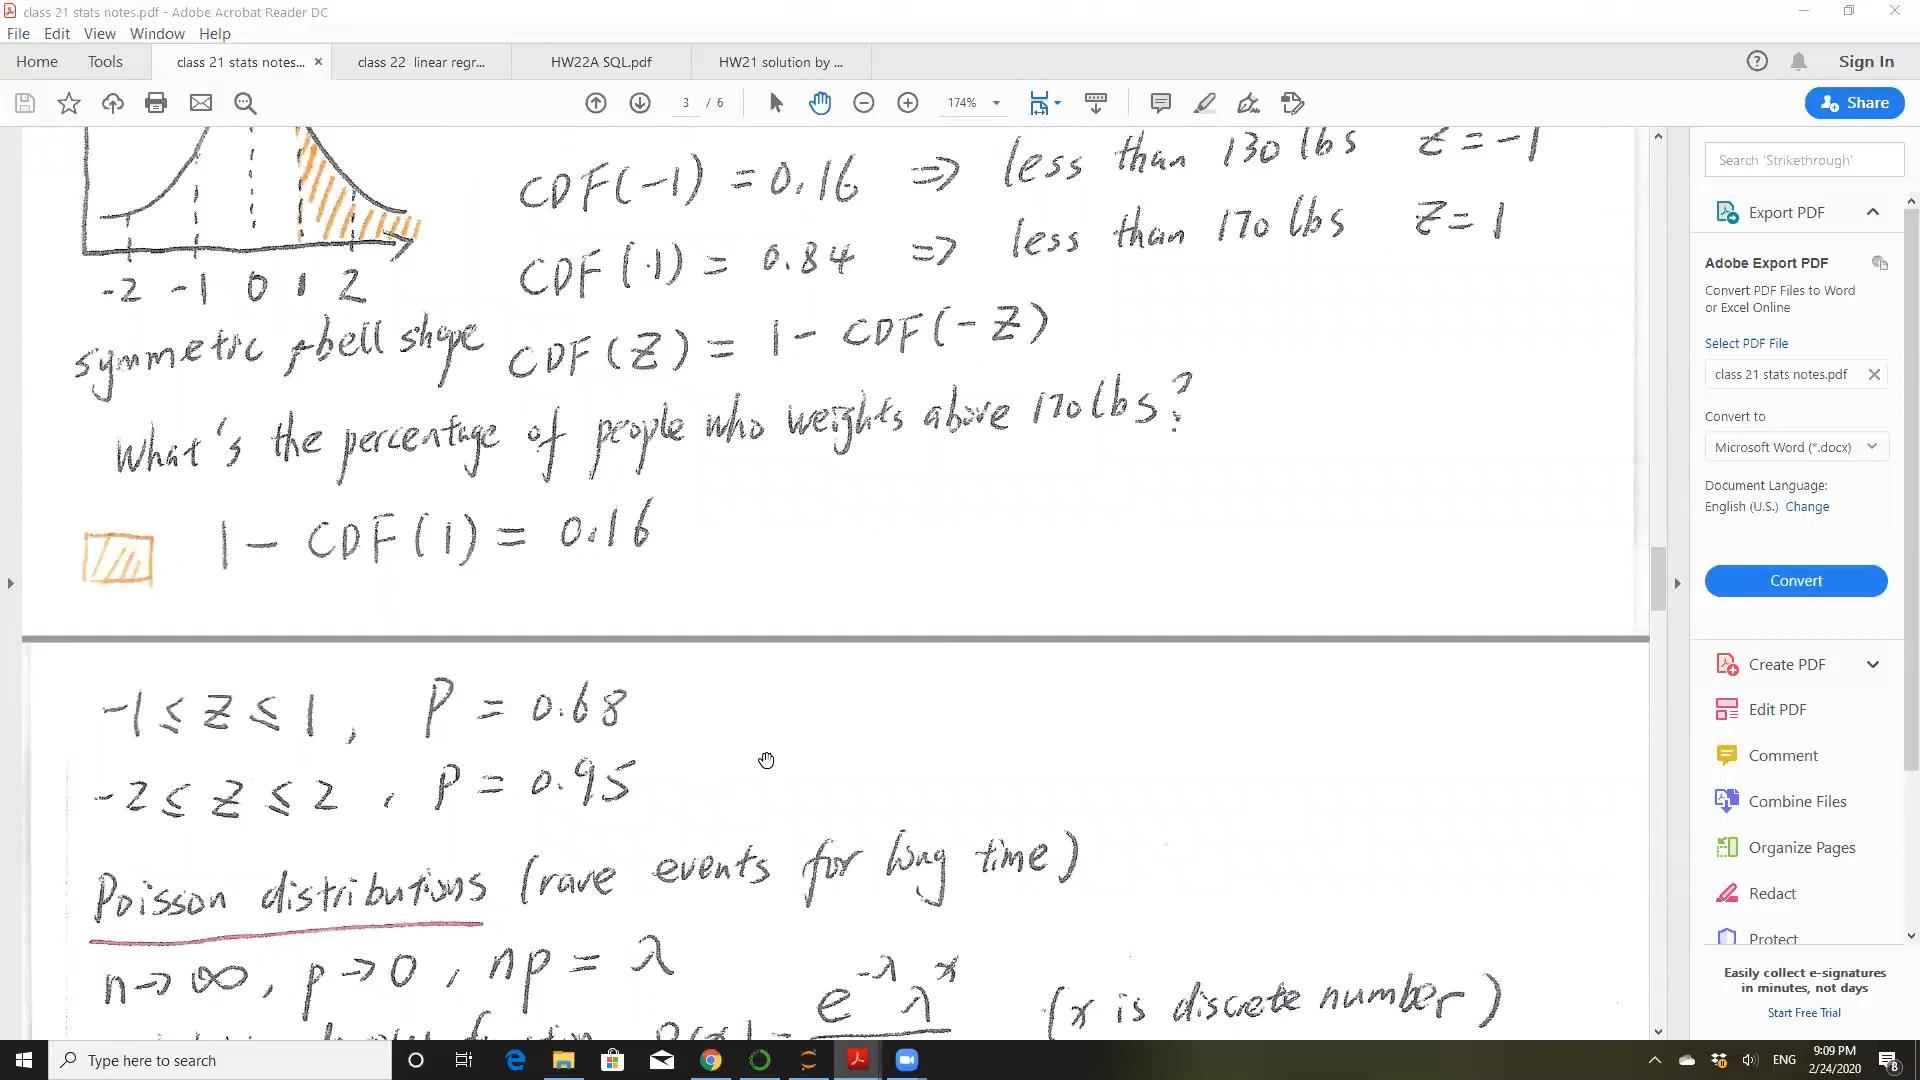 class 21 stats notes.pdf - Adobe Acrobat Reader DC
File Edit View Window Help
Home Tools class 21 stats notes... × class 22 linear regr... HW22A SQL.pdf HW21 solution by ... Sign In
3 / 6 174% Share
CDF(-1) = 0.16 => less than 130 lbs z = -1
CDF(1) = 0.84 => less than 170 lbs z = 1
-2 -1 0 1 2
symmetric, bell shape CDF(z) = 1 - CDF(-z)
What's the percentage of people who weights above 170 lbs?
1 - CDF(1) = 0.16
-1 ≤ z ≤ 1, P = 0.68
-2 ≤ z ≤ 2, P = 0.95
Poisson distributions (rare events for long time)
n → ∞, p → 0, np = λ
e^-λ λ^x (x is discrete number)
Search 'Strikethrough'
Export PDF
Adobe Export PDF
Convert PDF Files to Word
or Excel Online
Select PDF File
class 21 stats notes.pdf
Convert to
Microsoft Word (*.docx)
Document Language:
English (U.S.) Change
Convert
Create PDF
Edit PDF
Comment
Combine Files
Organize Pages
Redact
Protect
Easily collect e-signatures
in minutes, not days
Start Free Trial
Type here to search
ENG
9:09 PM
2/24/2020
8